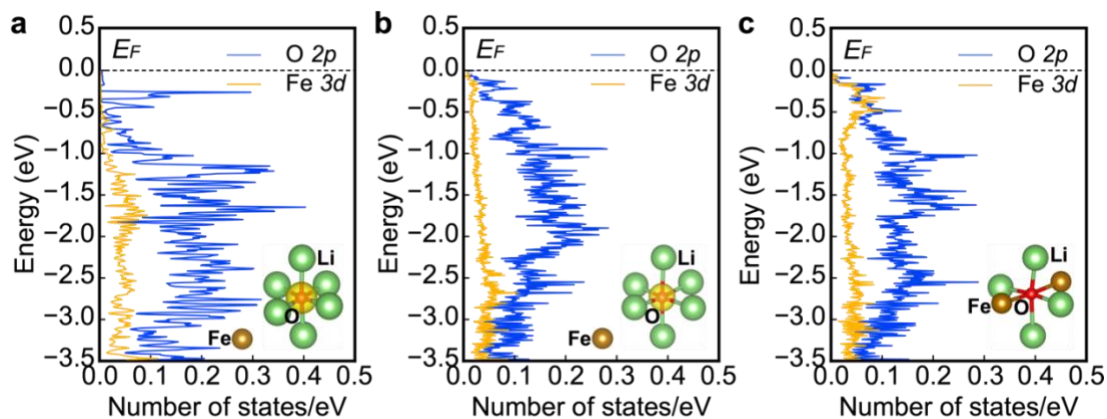 a
0.5
0.0
−0.5
−1.0
−1.5
−2.0
−2.5
−3.0
−3.5
Energy (eV)
EF
O 2p
Fe 3d
Li
O
Fe
0.0 0.1 0.2 0.3 0.4 0.5
Number of states/eV
b
0.5
0.0
−0.5
−1.0
−1.5
−2.0
−2.5
−3.0
−3.5
Energy (eV)
EF
O 2p
Fe 3d
Li
O
Fe
0.0 0.1 0.2 0.3 0.4 0.5
Number of states/eV
c
0.5
0.0
−0.5
−1.0
−1.5
−2.0
−2.5
−3.0
−3.5
Energy (eV)
EF
O 2p
Fe 3d
Li
Fe O
0.0 0.1 0.2 0.3 0.4 0.5
Number of states/eV